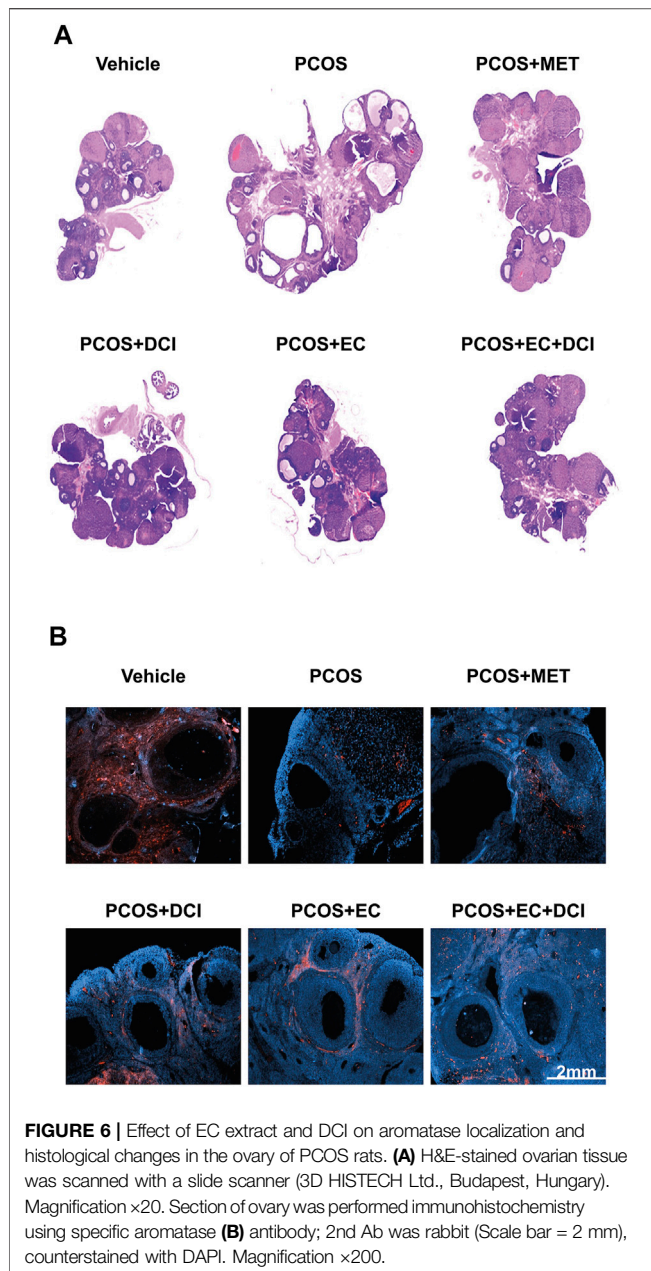 A
Vehicle PCOS PCOS+MET
PCOS+DCI PCOS+EC PCOS+EC+DCI
B
Vehicle PCOS PCOS+MET
PCOS+DCI PCOS+EC PCOS+EC+DCI
2mm
FIGURE 6 | Effect of EC extract and DCI on aromatase localization and
histological changes in the ovary of PCOS rats. (A) H&E-stained ovarian tissue
was scanned with a slide scanner (3D HISTECH Ltd., Budapest, Hungary).
Magnification ×20. Section of ovary was performed immunohistochemistry
using specific aromatase (B) antibody; 2nd Ab was rabbit (Scale bar = 2 mm),
counterstained with DAPI. Magnification ×200.